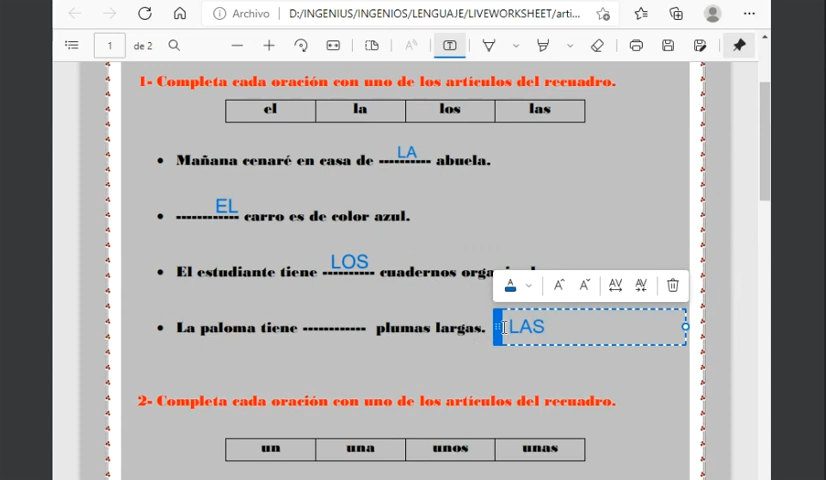 Archivo D:/INGENIUS/INGENIOS/LENGUAJE/LIVEWORKSHEET/arti...
1 de 2
1- Completa cada oración con uno de los artículos del recuadro.
el la los las
Mañana cenaré en casa de ---------- LA abuela.
------------ EL carro es de color azul.
El estudiante tiene ---------- LOS cuadernos
La paloma tiene ------------ plumas largas. LAS
2- Completa cada oración con uno de los artículos del recuadro.
un una unos unas